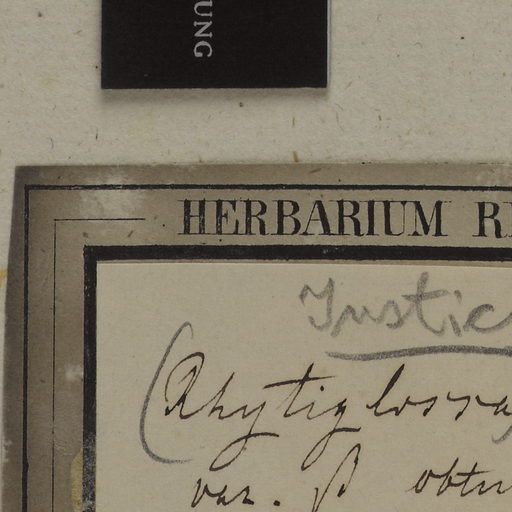 UNG
HERBARIUM R
Justic
(Rhytiglossa
var. β obtu